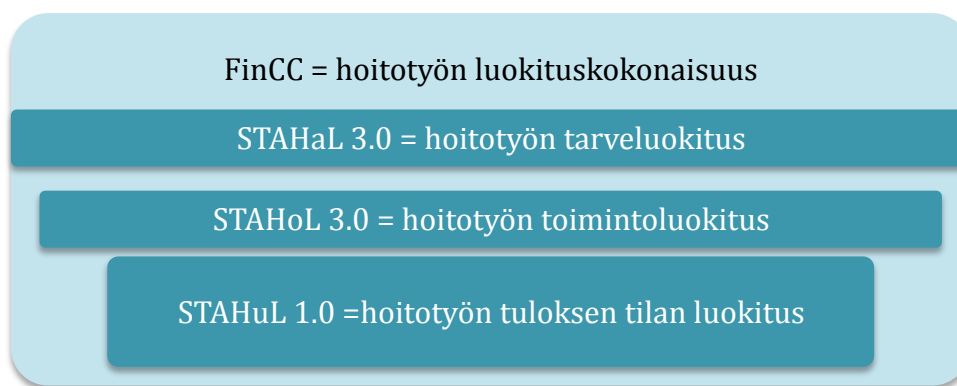 FinCC = hoitotyön luokituskokonaisuus
STAHaL 3.0 = hoitotyön tarveluokitus
STAHoL 3.0 = hoitotyön toimintoluokitus
STAHuL 1.0 =hoitotyön tuloksen tilan luokitus